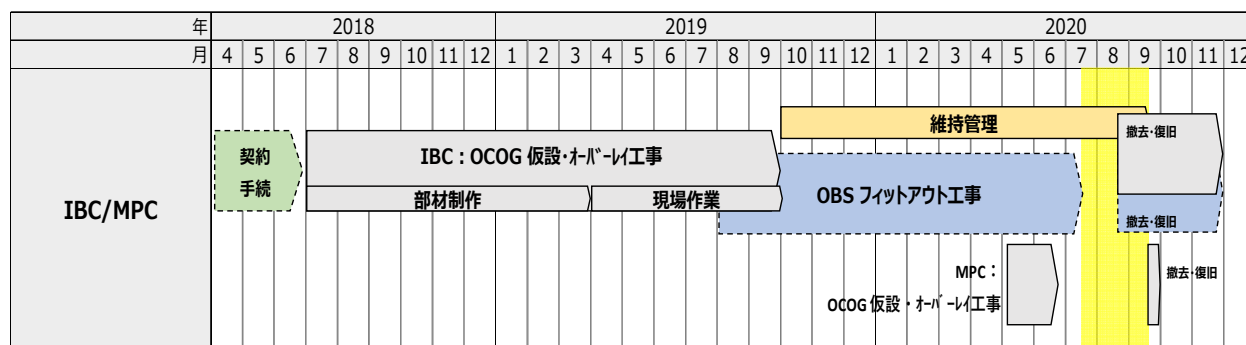 年 2018 2019 2020
月 4 5 6 7 8 9 10 11 12 1 2 3 4 5 6 7 8 9 10 11 12 1 2 3 4 5 6 7 8 9 10 11 12
維持管理
撤去・復旧
契約
手続
IBC：OCOG 仮設・ｵｰﾊﾞｰﾚｲ工事
部材制作 現場作業
OBS フィットアウト工事
IBC/MPC
撤去・復旧
MPC：
撤去・復旧
OCOG 仮設・ｵｰﾊﾞｰﾚｲ工事